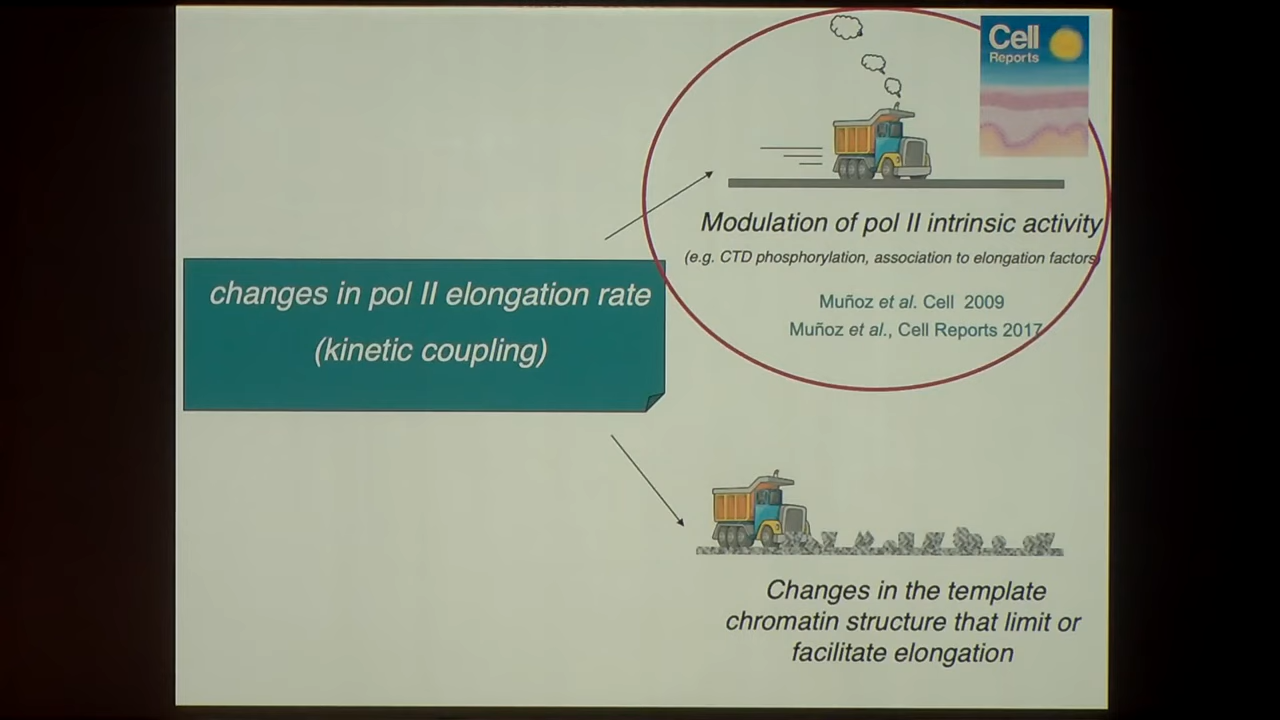 Cell
Reports
Modulation of pol II intrinsic activity
(e.g. CTD phosphorylation, association to elongation factors)
Muñoz et al. Cell 2009
Muñoz et al., Cell Reports 2017
changes in pol II elongation rate
(kinetic coupling)
Changes in the template
chromatin structure that limit or
facilitate elongation